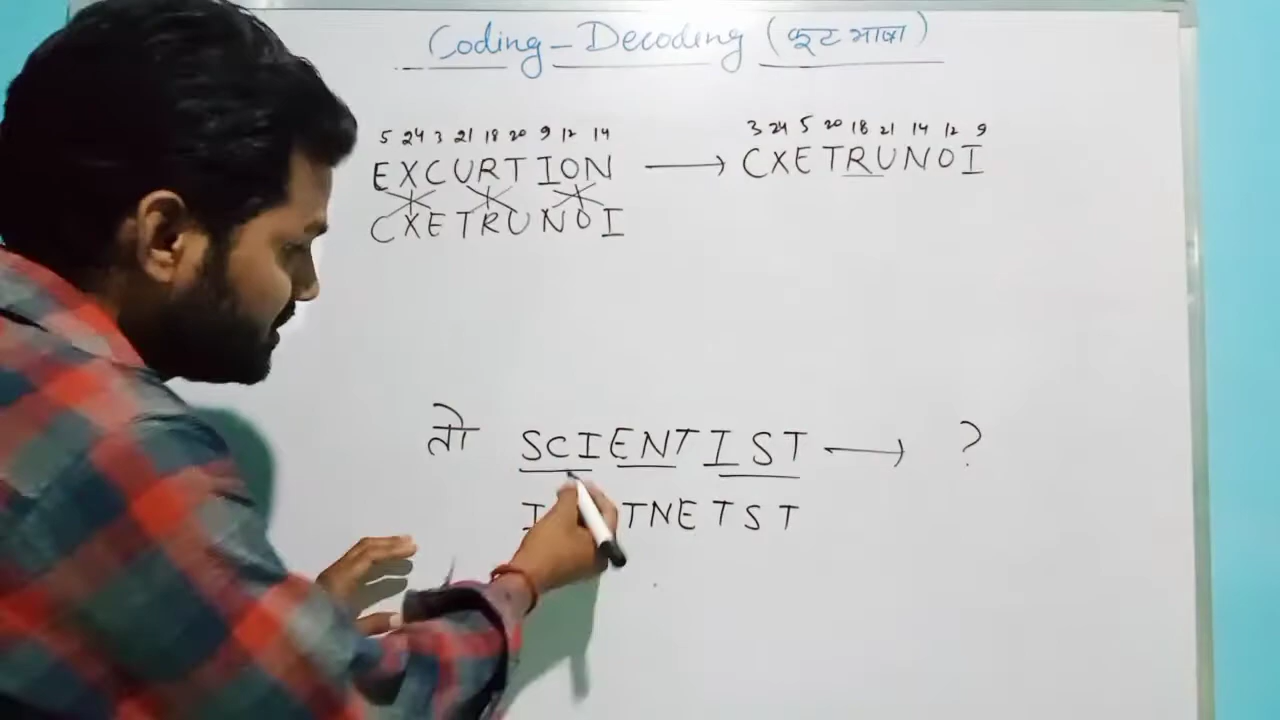 Coding-Decoding (कूट भाषा)
5 24 3 21 18 20 9 12 14
3 24 5 20 18 21 14 12 9
EXCURTION → CXETRUNOI
CXETRUNOI
तो SCIENTIST → ?
I TNETST